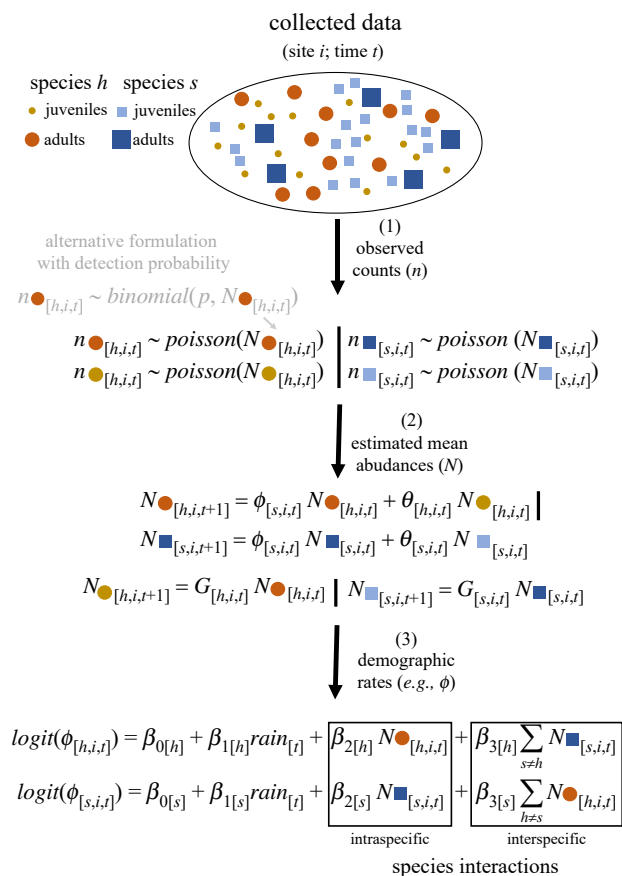 collected data
(site i; time t)
species h species s
juveniles juveniles
adults adults
(1)
observed
counts (n)
alternative formulation
with detection probability
n●[h,i,t] ~ binomial(p, N●[h,i,t])
n●[h,i,t] ~ poisson(N●[h,i,t]) | n■[s,i,t] ~ poisson (N■[s,i,t])
n●[h,i,t] ~ poisson(N●[h,i,t]) | n■[s,i,t] ~ poisson (N■[s,i,t])
(2)
estimated mean
abudances (N)
N●[h,i,t+1] = ϕ[s,i,t] N●[h,i,t] + θ[h,i,t] N●[h,i,t] |
N■[s,i,t+1] = ϕ[s,i,t] N■[s,i,t] + θ[s,i,t] N■[s,i,t]
N●[h,i,t+1] = G[h,i,t] N●[h,i,t] | N■[s,i,t+1] = G[s,i,t] N■[s,i,t]
(3)
demographic
rates (e.g., ϕ)
logit(ϕ[h,i,t]) = β0[h] + β1[h]rain[t] + β2[h] N●[h,i,t] + β3[h] ∑s≠h N■[s,i,t]
logit(ϕ[s,i,t]) = β0[s] + β1[s]rain[t] + β2[s] N■[s,i,t] + β3[s] ∑h≠s N●[h,i,t]
intraspecific interspecific
species interactions